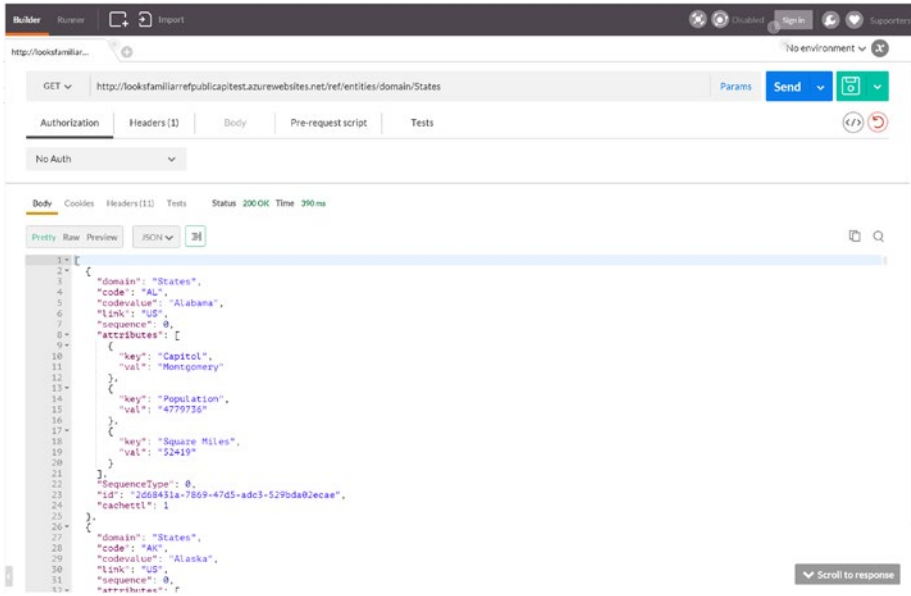 Builder Runner Import Disabled Sign in Supporters
http://looksfamiliar... No environment
GET http://looksfamiliarrefpublicapitest.azurewebsites.net/ref/entities/domain/States Params Send
Authorization Headers (1) Body Pre-request script Tests
No Auth
Body Cookies Headers (11) Tests Status 200 OK Time 390 ms
Pretty Raw Preview JSON
1 [
2 {
3 "domain": "States",
4 "code": "AL",
5 "codevalue": "Alabama",
6 "link": "US",
7 "sequence": 0,
8 "attributes": [
9 {
10 "key": "Capitol",
11 "val": "Montgomery"
12 },
13 {
14 "key": "Population",
15 "val": "4779736"
16 },
17 {
18 "key": "Square Miles",
19 "val": "52419"
20 }
21 ],
22 "SequenceType": 0,
23 "id": "2d68431a-7869-47d5-adc3-529bda02ecae",
24 "cachettl": 1
25 },
26 {
27 "domain": "States",
28 "code": "AK",
29 "codevalue": "Alaska",
30 "link": "US",
31 "sequence": 0,
32 "attributes": [
Scroll to response